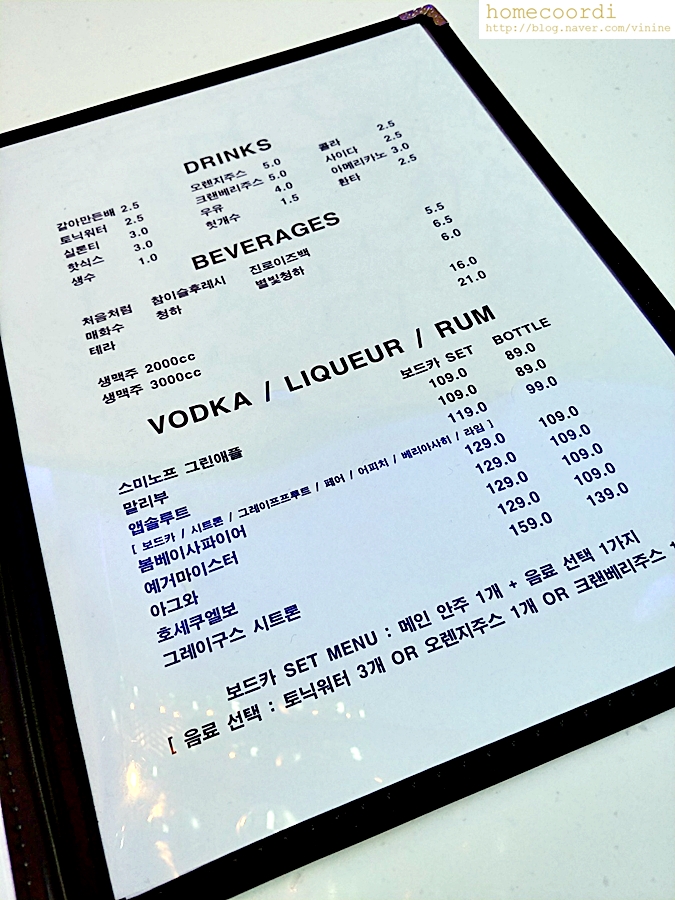 homecoordi
http://blog.naver.com/vinine
DRINKS
갈아만든배 2.5 오렌지주스 5.0 콜라 2.5
토닉워터 2.5 크랜베리주스 5.0 사이다 2.5
실론티 3.0 우유 4.0 아메리카노 3.0
핫식스 3.0 컷개수 1.5 환타 2.5
생수 1.0
BEVERAGES
처음처럼 참이슬후레시 진로이즈백 5.5
매화수 청하 별빛청하 6.5
테라 6.0
생맥주 2000cc 16.0
생맥주 3000cc 21.0
VODKA / LIQUEUR / RUM
보드카 SET BOTTLE
스미노프 그린애플 109.0 89.0
말리부 109.0 89.0
앱솔루트 119.0 99.0
[ 보드카 / 시트론 / 그레이프프루트 / 페어 / 어피치 / 베리아사히 / 라임 ]
봄베이사파이어 129.0 109.0
예거마이스터 129.0 109.0
아그와 129.0 109.0
호세쿠엘보 129.0 109.0
그레이구스 시트론 159.0 139.0
보드카 SET MENU : 메인 안주 1개 + 음료 선택 1가지
[ 음료 선택 : 토닉워터 3개 OR 오렌지주스 1개 OR 크랜베리주스